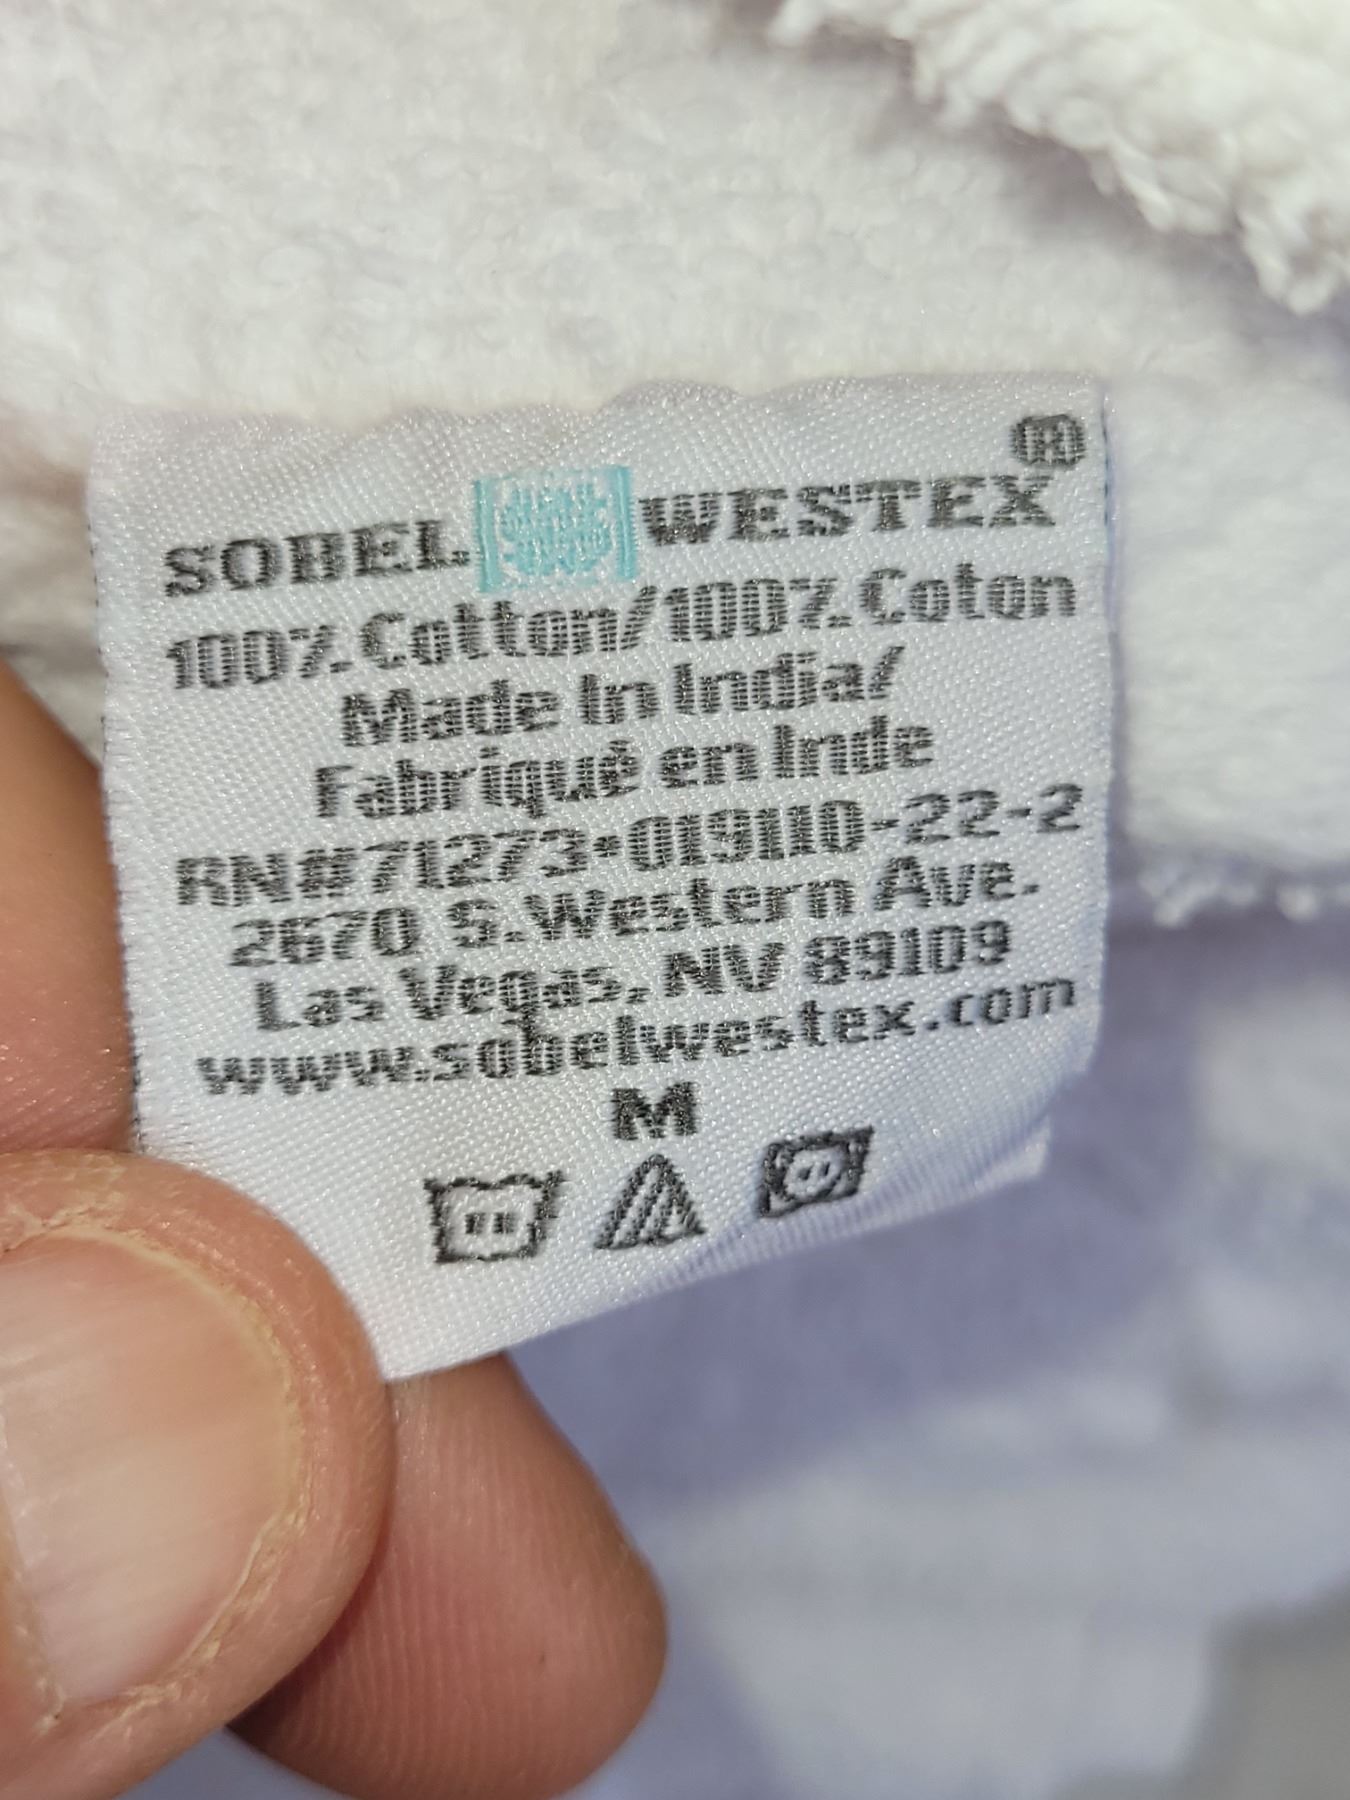 SOBEL WESTEX®
100% Cotton/100% Coton
Made In India/
Fabriqué en Inde
RN#71273•019110-22-2
2670 S.Western Ave.
Las Vegas, NV 89109
www.sobelwestex.com
M